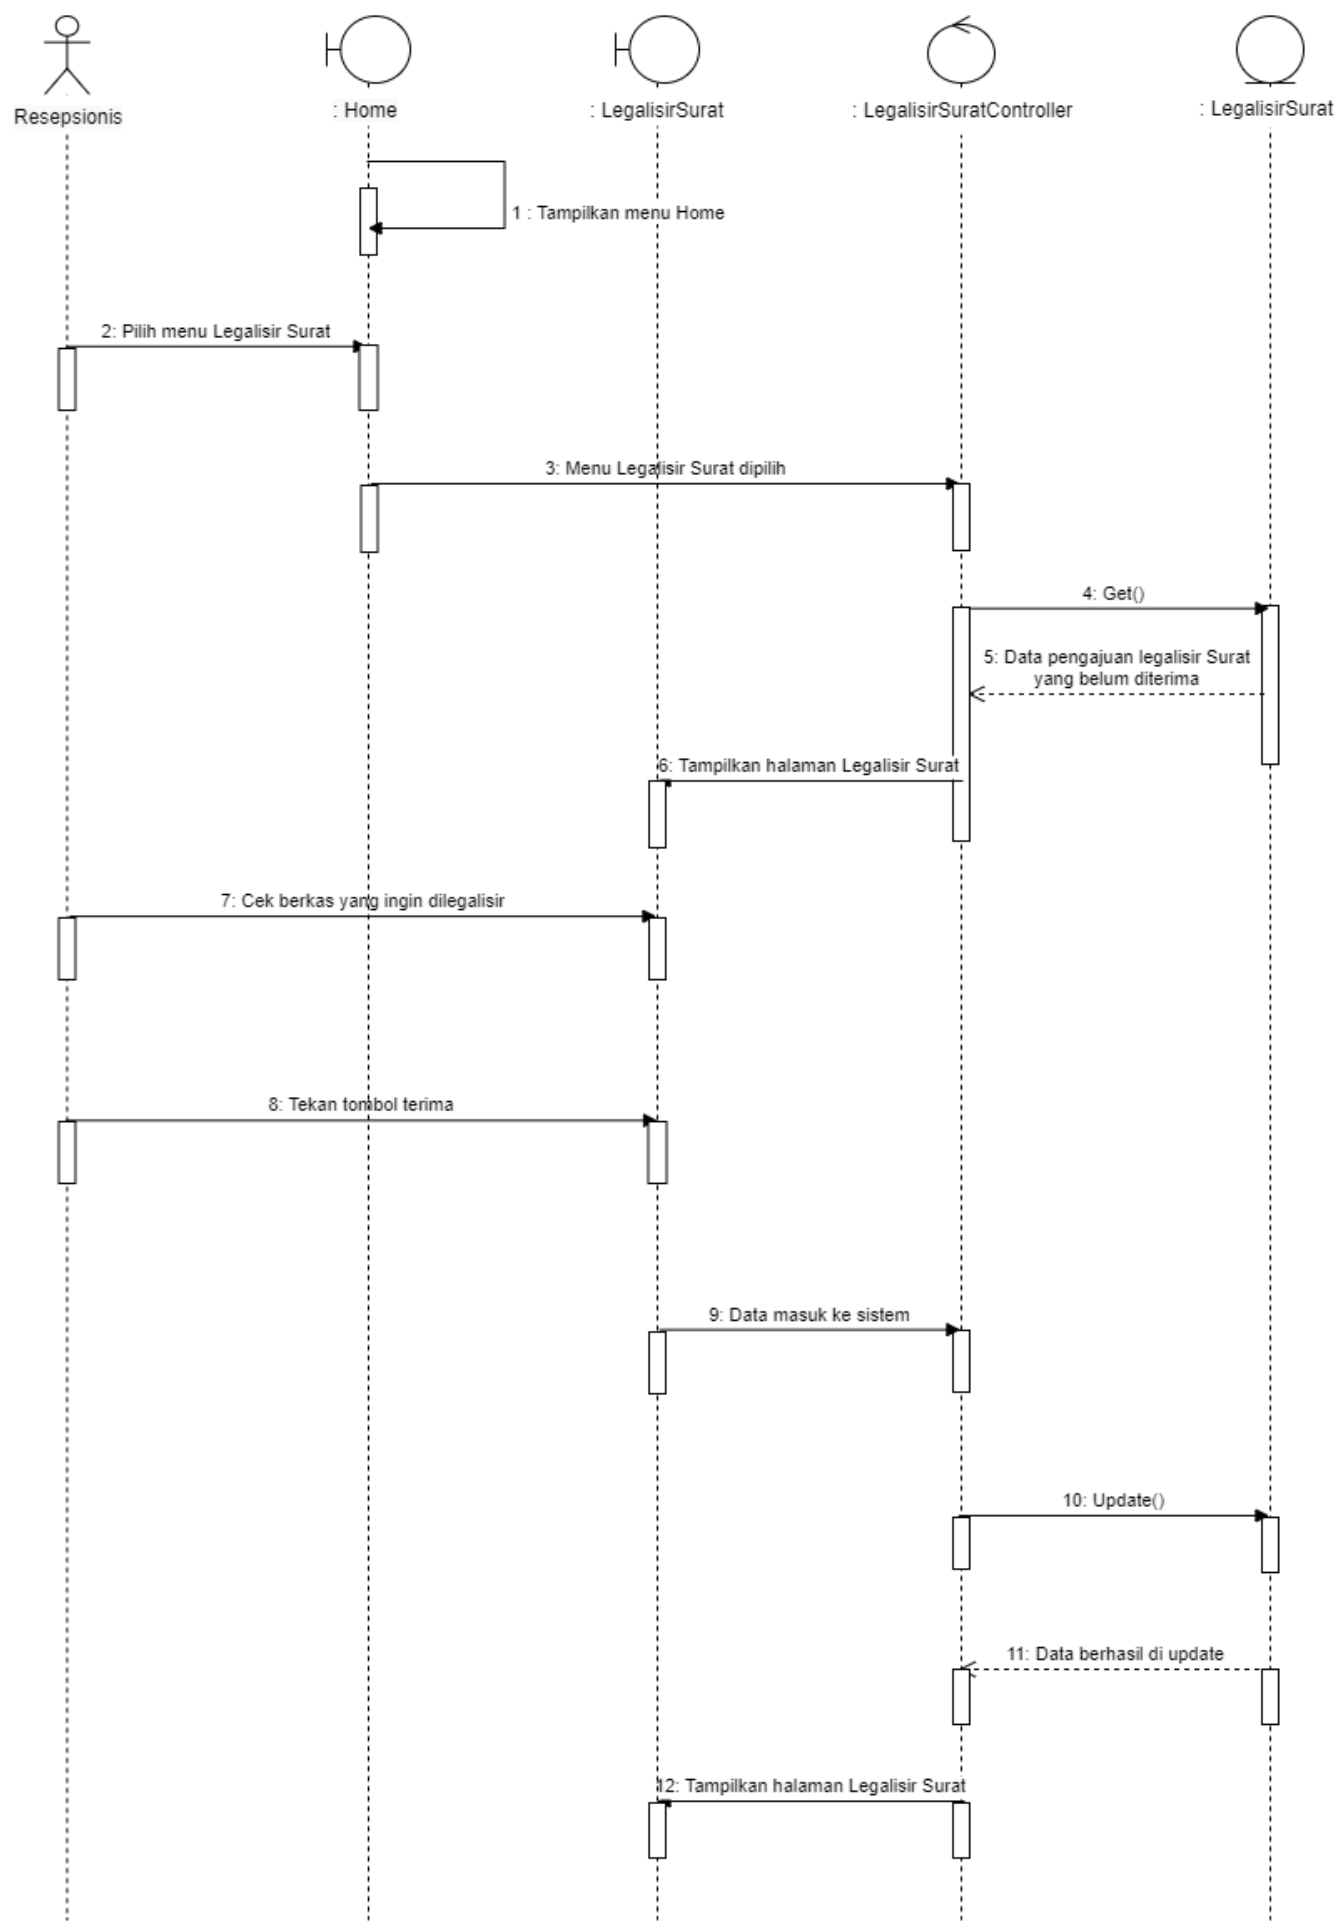 Resepsionis
: Home
: LegalisirSurat
: LegalisirSuratController
: LegalisirSurat
1 : Tampilkan menu Home
2: Pilih menu Legalisir Surat
3: Menu Legalisir Surat dipilih
4: Get()
5: Data pengajuan legalisir Surat
yang belum diterima
6: Tampilkan halaman Legalisir Surat
7: Cek berkas yang ingin dilegalisir
8: Tekan tombol terima
9: Data masuk ke sistem
10: Update()
11: Data berhasil di update
12: Tampilkan halaman Legalisir Surat